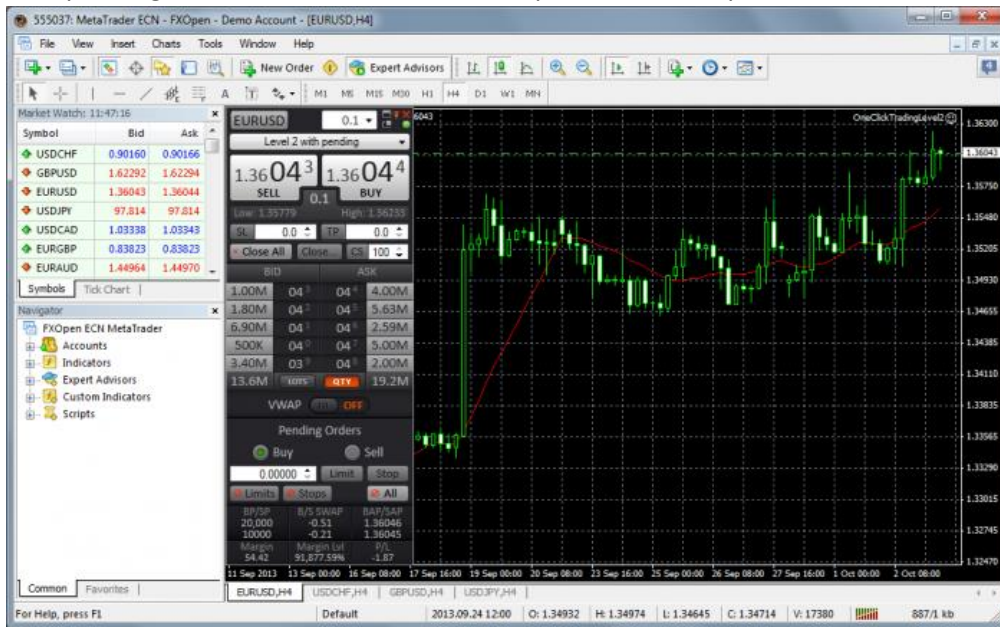 555037: MetaTrader ECN - FXOpen - Demo Account - [EURUSD,H4]
File View Insert Charts Tools Window Help
New Order Expert Advisors
A T M1 M5 M15 M30 H1 H4 D1 W1 MN
Market Watch: 11:47:16
Symbol Bid Ask
USDCHF 0.90160 0.90166
GBPUSD 1.62292 1.62294
EURUSD 1.36043 1.36044
USDJPY 97.814 97.814
USDCAD 1.03338 1.03343
EURGBP 0.83823 0.83823
EURAUD 1.44964 1.44970
Symbols Tick Chart
Navigator
FXOpen ECN MetaTrader
Accounts
Indicators
Expert Advisors
Custom Indicators
Scripts
Common Favorites
EURUSD 0.1
Level 2 with pending
1.36 04 3 1.36 04 4
SELL 0.1 BUY
Low: 1.35779 High: 1.36233
SL 0.0 TP 0.0
Close All Close... CS 100
BID ASK
1.00M 04 3 04 4 4.00M
1.80M 04 2 04 5 5.63M
6.90M 04 1 04 6 2.59M
500K 04 0 04 7 5.00M
3.40M 03 9 04 8 2.00M
13.6M LOTS QTY 19.2M
VWAP OFF
Pending Orders
Buy Sell
0.00000 Limit Stop
Limits Stops All
BP/SP B/S SWAP BAP/SAP
20,000 -0.51 1.36046
10000 -0.21 1.36045
Margin Margin Lvl P/L
54.42 91,877.59% -1.87
6043
OneClickTradingLevel2
1.36300
1.36043
1.35750
1.35480
1.35205
1.34930
1.34655
1.34385
1.34110
1.33835
1.33565
1.33290
1.33015
1.32745
1.32470
11 Sep 2013 13 Sep 00:00 16 Sep 08:00 17 Sep 16:00 19 Sep 00:00 20 Sep 08:00 23 Sep 16:00 25 Sep 00:00 26 Sep 08:00 27 Sep 16:00 1 Oct 00:00 2 Oct 08:00
EURUSD,H4 USDCHF,H4 GBPUSD,H4 USDJPY,H4
For Help, press F1 Default 2013.09.24 12:00 O: 1.34932 H: 1.34974 L: 1.34645 C: 1.34714 V: 17380 887/1 kb